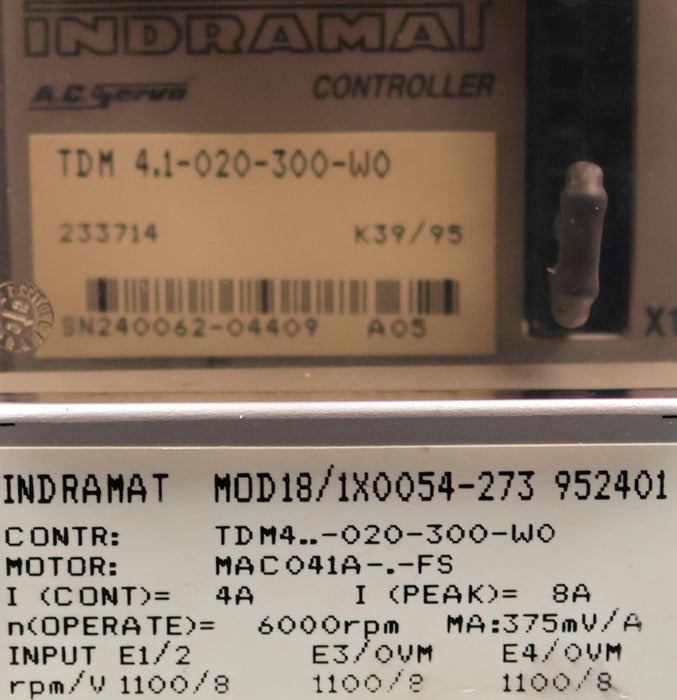 INDRAMAT
A.C. Servo CONTROLLER
TDM 4.1-020-300-W0
233714 K39/95
SN240062-04409 A05
X1
INDRAMAT MOD18/1X0054-273 952401
CONTR: TDM4..-020-300-W0
MOTOR: MAC041A-.-FS
I (CONT)= 4A I (PEAK)= 8A
n(OPERATE)= 6000rpm MA:375mV/A
INPUT E1/2 E3/0VM E4/0VM
rpm/V 1100/8 1100/8 1100/8